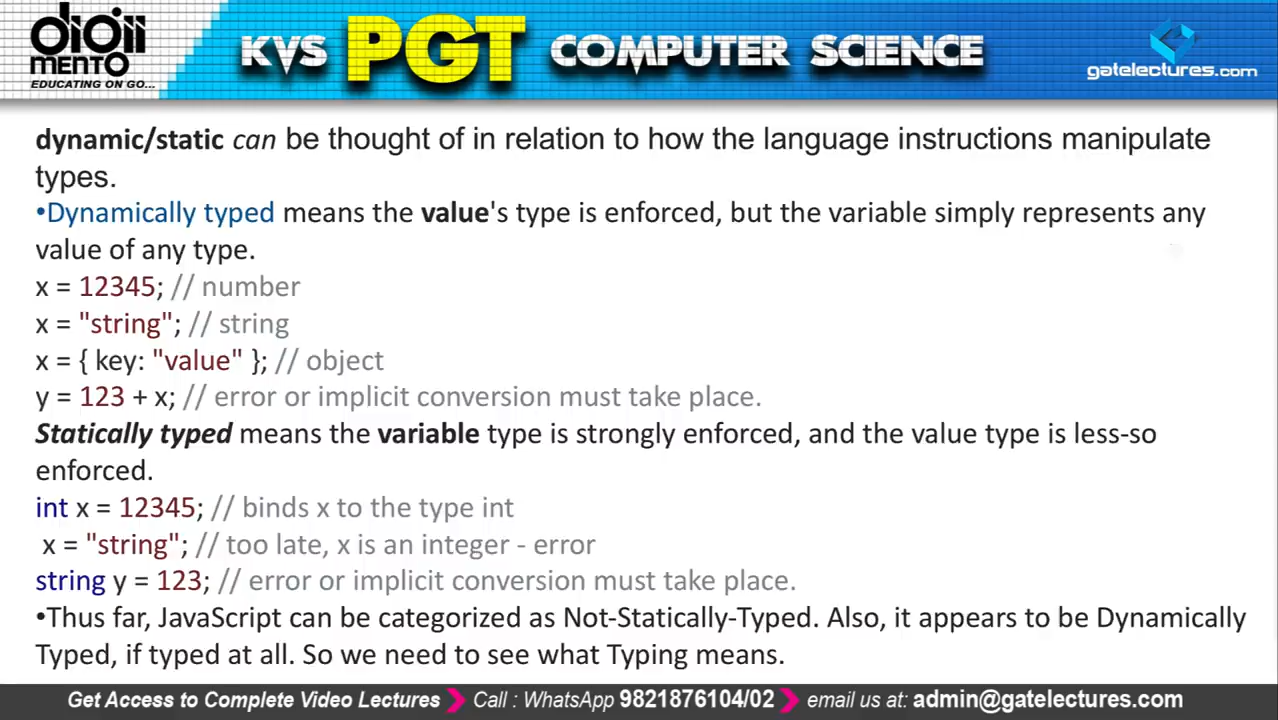 digii
MENTO
EDUCATING ON GO...
KVS PGT COMPUTER SCIENCE
gatelectures.com
dynamic/static can be thought of in relation to how the language instructions manipulate
types.
•Dynamically typed means the value's type is enforced, but the variable simply represents any
value of any type.
x = 12345; // number
x = "string"; // string
x = { key: "value" }; // object
y = 123 + x; // error or implicit conversion must take place.
Statically typed means the variable type is strongly enforced, and the value type is less-so
enforced.
int x = 12345; // binds x to the type int
x = "string"; // too late, x is an integer - error
string y = 123; // error or implicit conversion must take place.
•Thus far, JavaScript can be categorized as Not-Statically-Typed. Also, it appears to be Dynamically
Typed, if typed at all. So we need to see what Typing means.
Get Access to Complete Video Lectures Call : WhatsApp 9821876104/02 email us at: admin@gatelectures.com